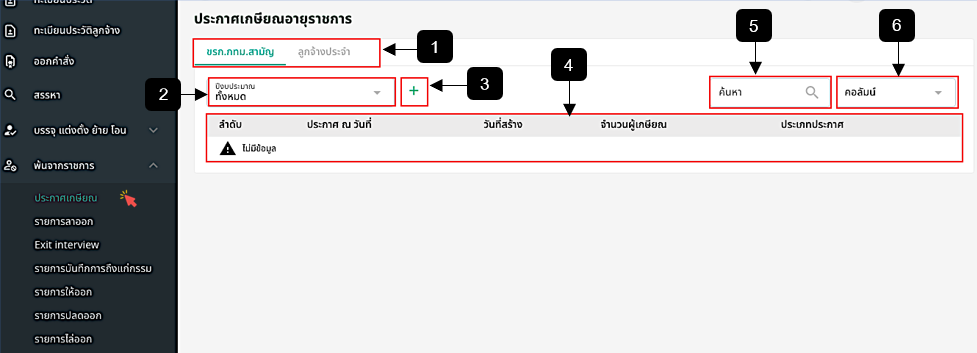 ทะเบียนประวัติ
ทะเบียนประวัติลูกจ้าง
ออกคำสั่ง
สรรหา
บรรจุ แต่งตั้ง ย้าย โอน
พ้นจากราชการ
ประกาศเกษียณ
รายการลาออก
Exit interview
รายการบันทึกการถึงแก่กรรม
รายการให้ออก
รายการปลดออก
รายการไล่ออก
ประกาศเกษียณอายุราชการ
ขรก.กทม.สามัญ ลูกจ้างประจำ
1
2
ปีงบประมาณ
ทั้งหมด
+
3
4
5
ค้นหา
6
คอลัมน์
ลำดับ ประกาศ ณ วันที่ วันที่สร้าง จำนวนผู้เกษียณ ประเภทประกาศ
ไม่มีข้อมูล